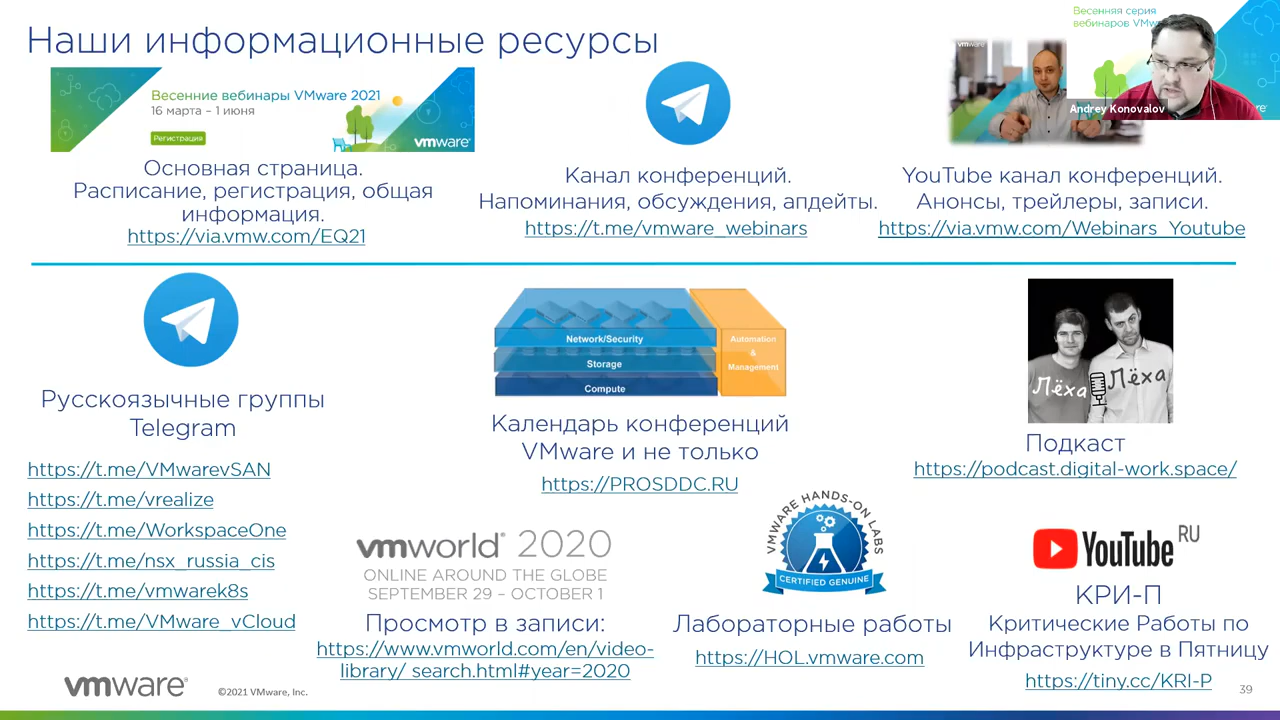 Наши информационные ресурсы
Весенняя серия
вебинаров VMw
Весенние вебинары VMware 2021
16 марта – 1 июня
Регистрация
vmware
vmware
Andrey Konovalov
Основная страница.
Расписание, регистрация, общая
информация.
https://via.vmw.com/EQ21
Канал конференций.
Напоминания, обсуждения, апдейты.
https://t.me/vmware_webinars
YouTube канал конференций.
Анонсы, трейлеры, записи.
https://via.vmw.com/Webinars_Youtube
Русскоязычные группы
Telegram
https://t.me/VMwarevSAN
https://t.me/vrealize
https://t.me/WorkspaceOne
https://t.me/nsx_russia_cis
https://t.me/vmwarek8s
https://t.me/VMware_vCloud
Network/Security
Storage
Compute
Automation
&
Management
Календарь конференций
VMware и не только
https://PROSDDC.RU
Лёха
Лёха
Подкаст
https://podcast.digital-work.space/
vmworld® 2020
ONLINE AROUND THE GLOBE
SEPTEMBER 29 – OCTOBER 1
Просмотр в записи:
https://www.vmworld.com/en/video-
library/ search.html#year=2020
VMWARE HANDS-ON LABS
CERTIFIED GENUINE
Лабораторные работы
https://HOL.vmware.com
YouTube RU
КРИ-П
Критические Работы по
Инфраструктуре в Пятницу
https://tiny.cc/KRI-P
vmware®
©2021 VMware, Inc.
39